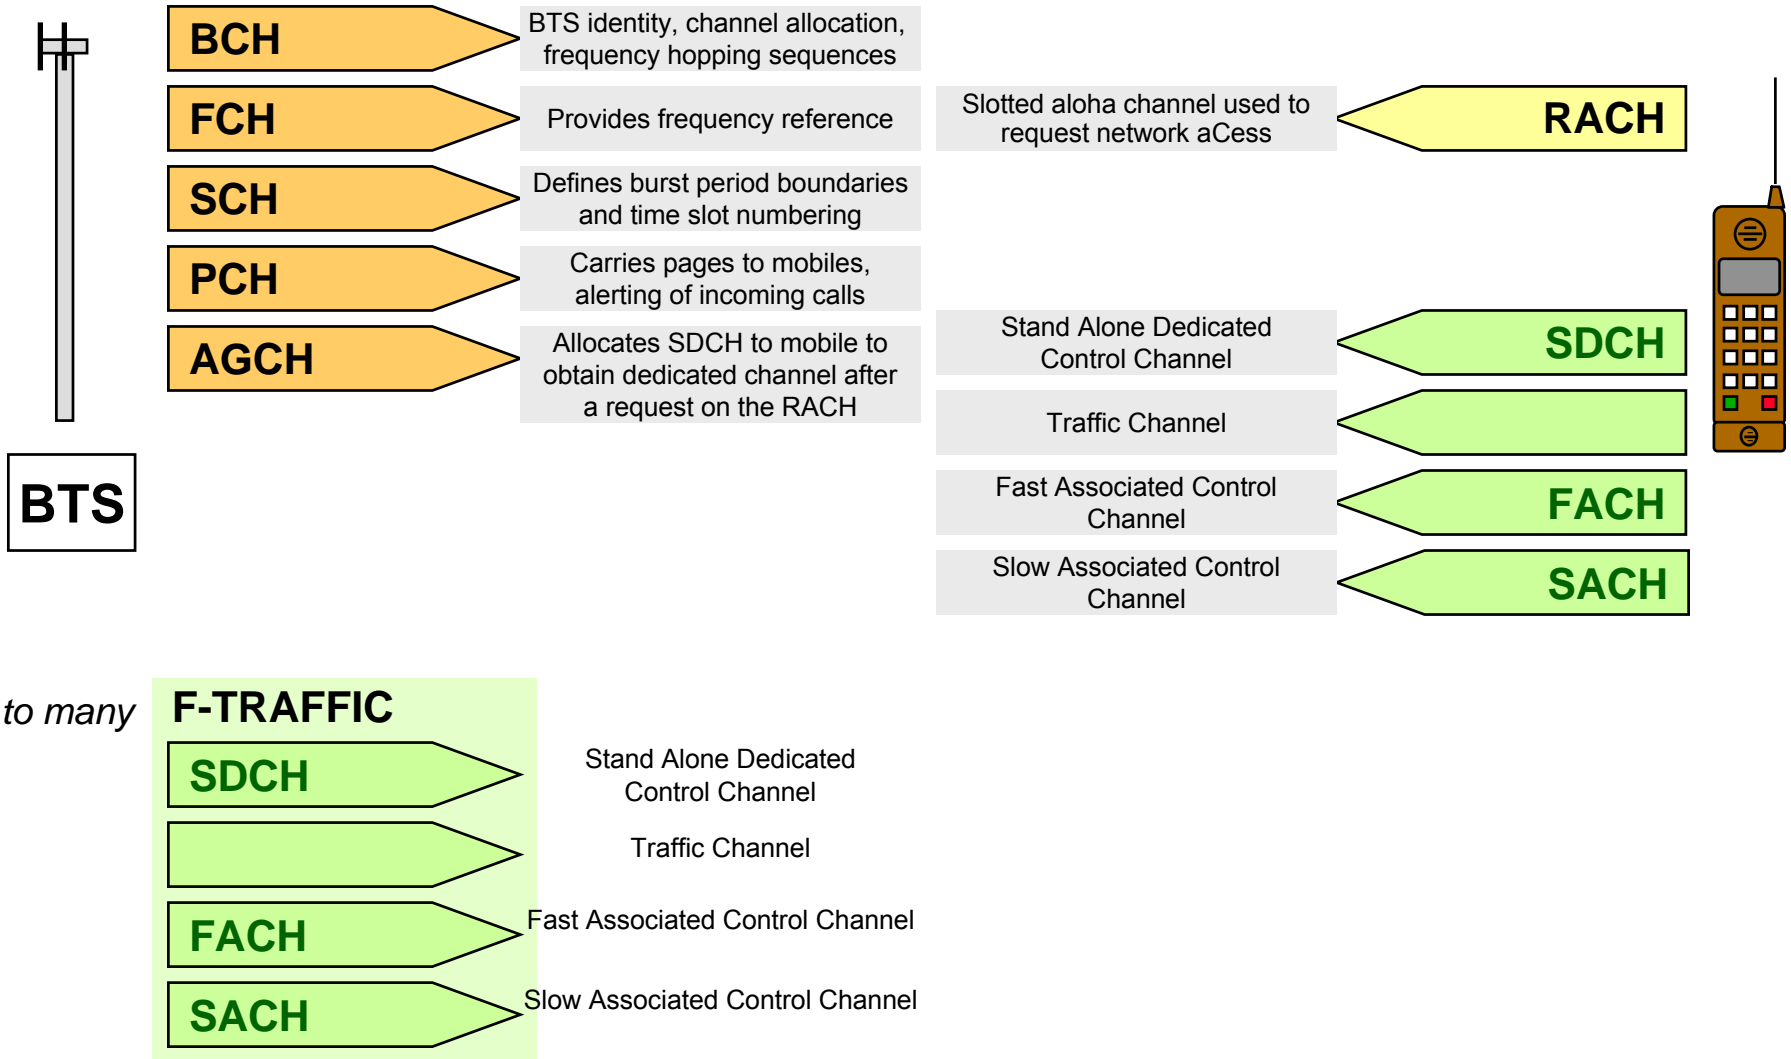 BCH
BTS identity, channel allocation,
frequency hopping sequences
FCH
Provides frequency reference
Slotted aloha channel used to
request network aCess
RACH
SCH
Defines burst period boundaries
and time slot numbering
PCH
Carries pages to mobiles,
alerting of incoming calls
AGCH
Allocates SDCH to mobile to
obtain dedicated channel after
a request on the RACH
Stand Alone Dedicated
Control Channel
SDCH
Traffic Channel
BTS
Fast Associated Control
Channel
FACH
Slow Associated Control
Channel
SACH
to many
F-TRAFFIC
SDCH
Stand Alone Dedicated
Control Channel
Traffic Channel
FACH
Fast Associated Control Channel
SACH
Slow Associated Control Channel